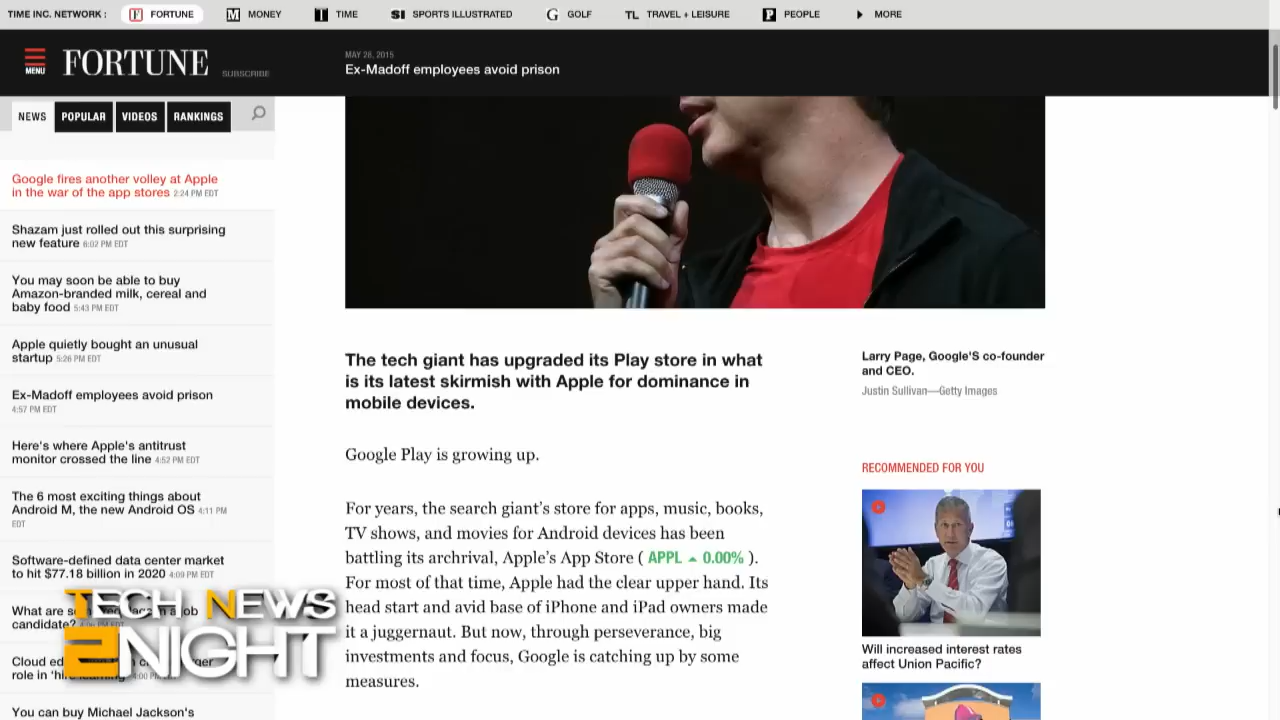 TIME INC. NETWORK :
FORTUNE
MONEY
TIME
SPORTS ILLUSTRATED
GOLF
TRAVEL + LEISURE
PEOPLE
MORE
MENU
FORTUNE
SUBSCRIBE
MAY 28, 2015
Ex-Madoff employees avoid prison
NEWS
POPULAR
VIDEOS
RANKINGS
Google fires another volley at Apple
in the war of the app stores 2:24 PM EDT
Shazam just rolled out this surprising
new feature 6:02 PM EDT
You may soon be able to buy
Amazon-branded milk, cereal and
baby food 5:43 PM EDT
Apple quietly bought an unusual
startup 5:26 PM EDT
Ex-Madoff employees avoid prison
4:57 PM EDT
Here's where Apple's antitrust
monitor crossed the line 4:52 PM EDT
The 6 most exciting things about
Android M, the new Android OS 4:11 PM
EDT
Software-defined data center market
to hit $77.18 billion in 2020 4:09 PM EDT
What are in a job
candidate?
Cloud
role in
4:00 PM
You can buy Michael Jackson's
TECH NEWS
2NIGHT
The tech giant has upgraded its Play store in what
is its latest skirmish with Apple for dominance in
mobile devices.
Google Play is growing up.
For years, the search giant’s store for apps, music, books,
TV shows, and movies for Android devices has been
battling its archrival, Apple’s App Store ( APPL 0.00% ).
For most of that time, Apple had the clear upper hand. Its
head start and avid base of iPhone and iPad owners made
it a juggernaut. But now, through perseverance, big
investments and focus, Google is catching up by some
measures.
Larry Page, Google'S co-founder
and CEO.
Justin Sullivan—Getty Images
RECOMMENDED FOR YOU
Will increased interest rates
affect Union Pacific?